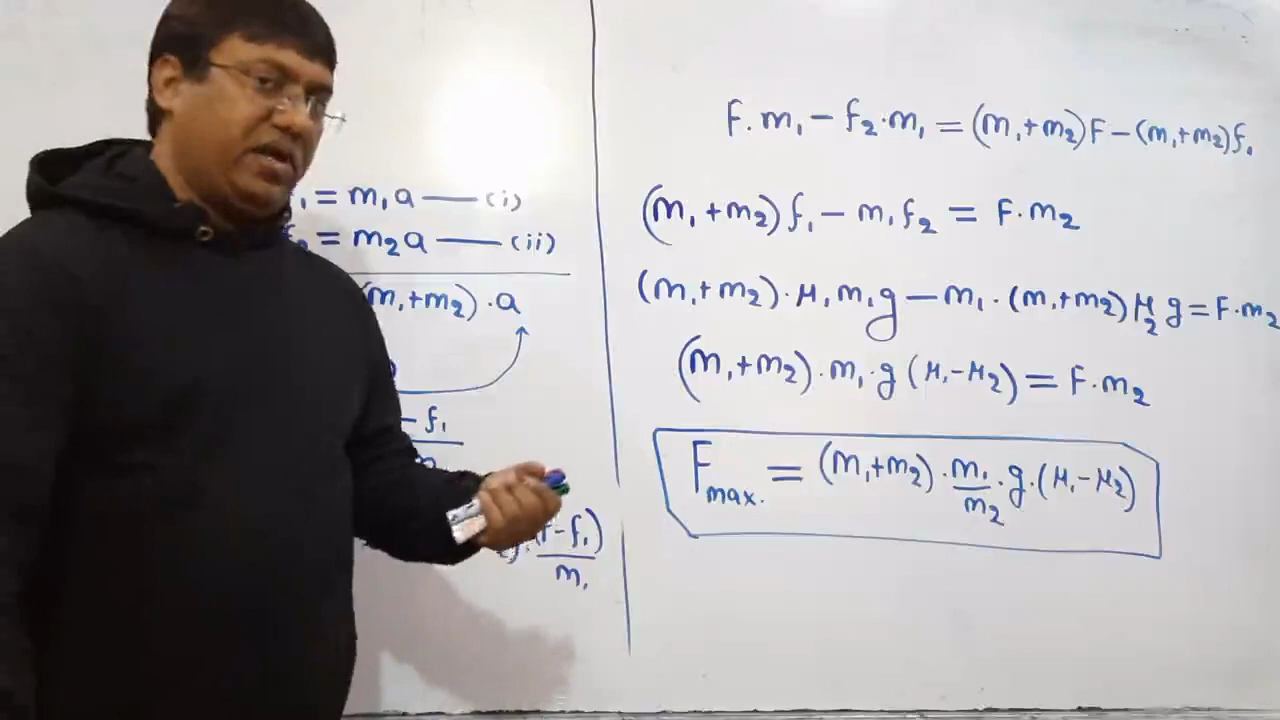 f₁ = m₁a —— (i)
= m₂a —— (ii)
(m₁+m₂)·a
- f₁
(F-f₁)/m₁
F.m₁ - f₂.m₁ = (m₁+m₂)F - (m₁+m₂)f₁
(m₁+m₂)f₁ - m₁f₂ = F.m₂
(m₁+m₂).μ₁m₁g - m₁.(m₁+m₂)μ₂g = F.m₂
(m₁+m₂).m₁.g(μ₁-μ₂) = F.m₂
Fmax. = (m₁+m₂).m₁/m₂.g.(μ₁-μ₂)